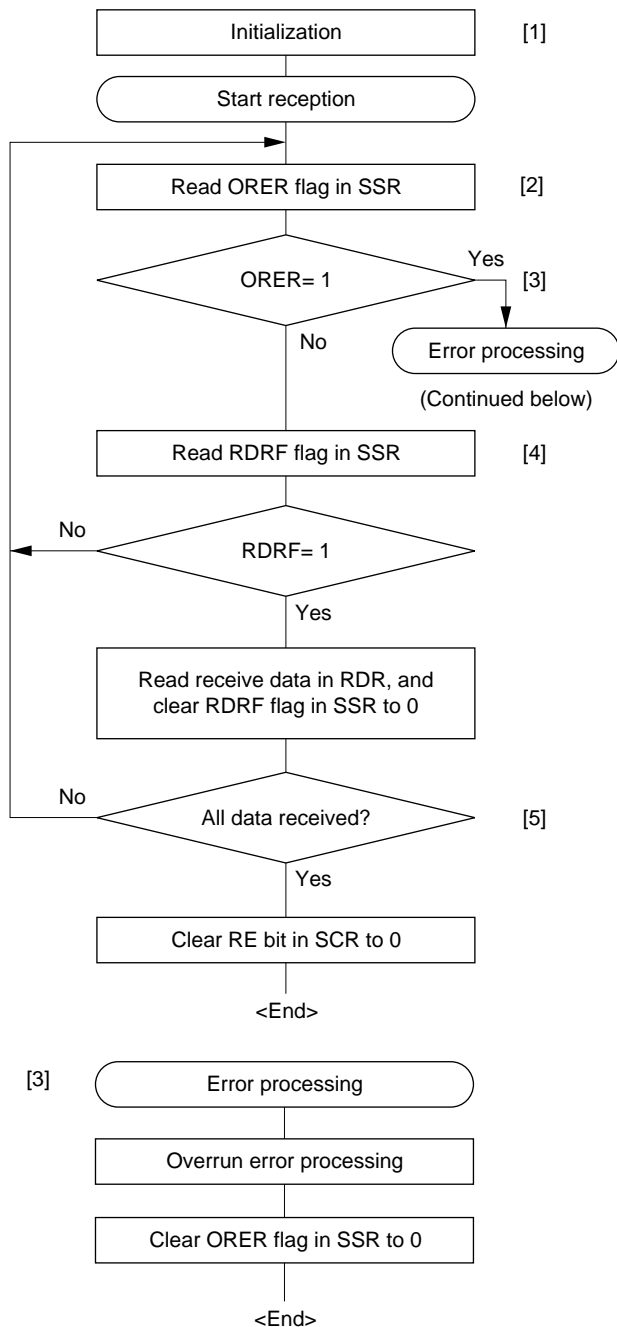 Initialization [1]
Start reception
Read ORER flag in SSR [2]
Yes
ORER= 1 [3]
No
Error processing
(Continued below)
Read RDRF flag in SSR [4]
No
RDRF= 1
Yes
Read receive data in RDR, and
clear RDRF flag in SSR to 0
No
All data received? [5]
Yes
Clear RE bit in SCR to 0
<End>
[3] Error processing
Overrun error processing
Clear ORER flag in SSR to 0
<End>